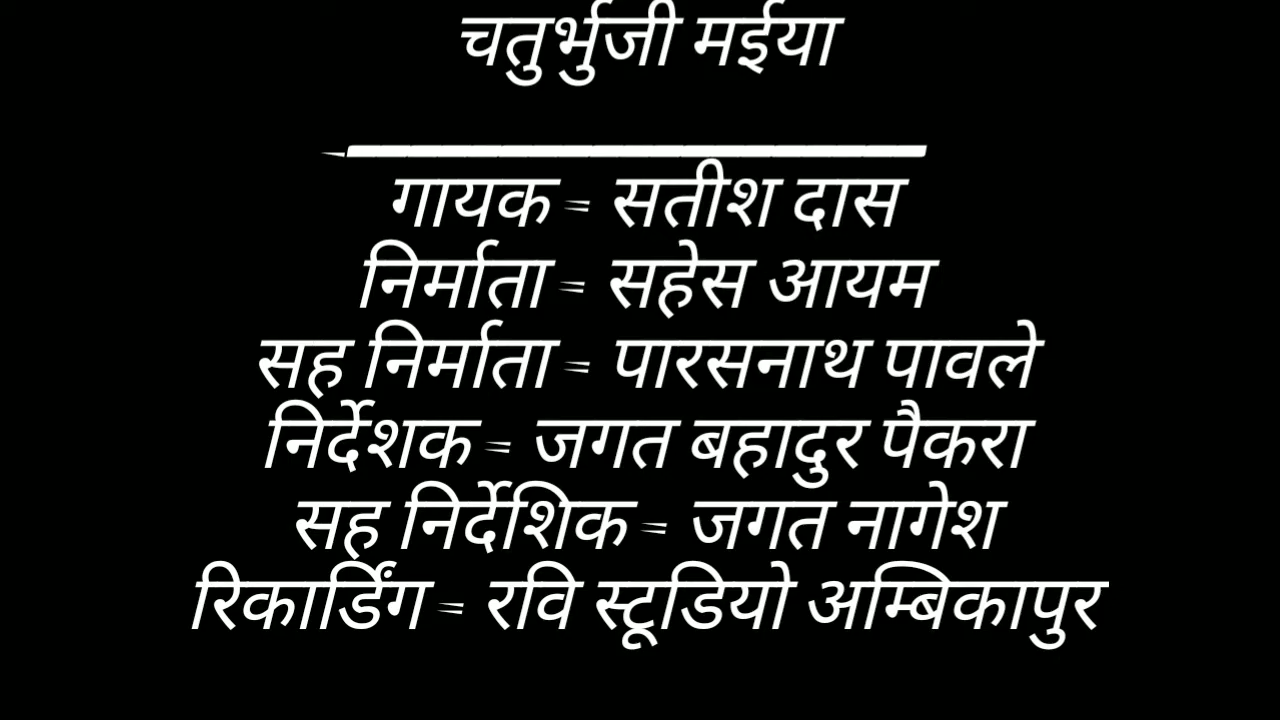 चतुर्भुजी मईया
गायक = सतीश दास
निर्माता = सहेस आयम
सह निर्माता = पारसनाथ पावले
निर्देशक = जगत बहादुर पैकरा
सह निर्देशिक = जगत नागेश
रिकार्डिंग = रवि स्टूडियो अम्बिकापुर